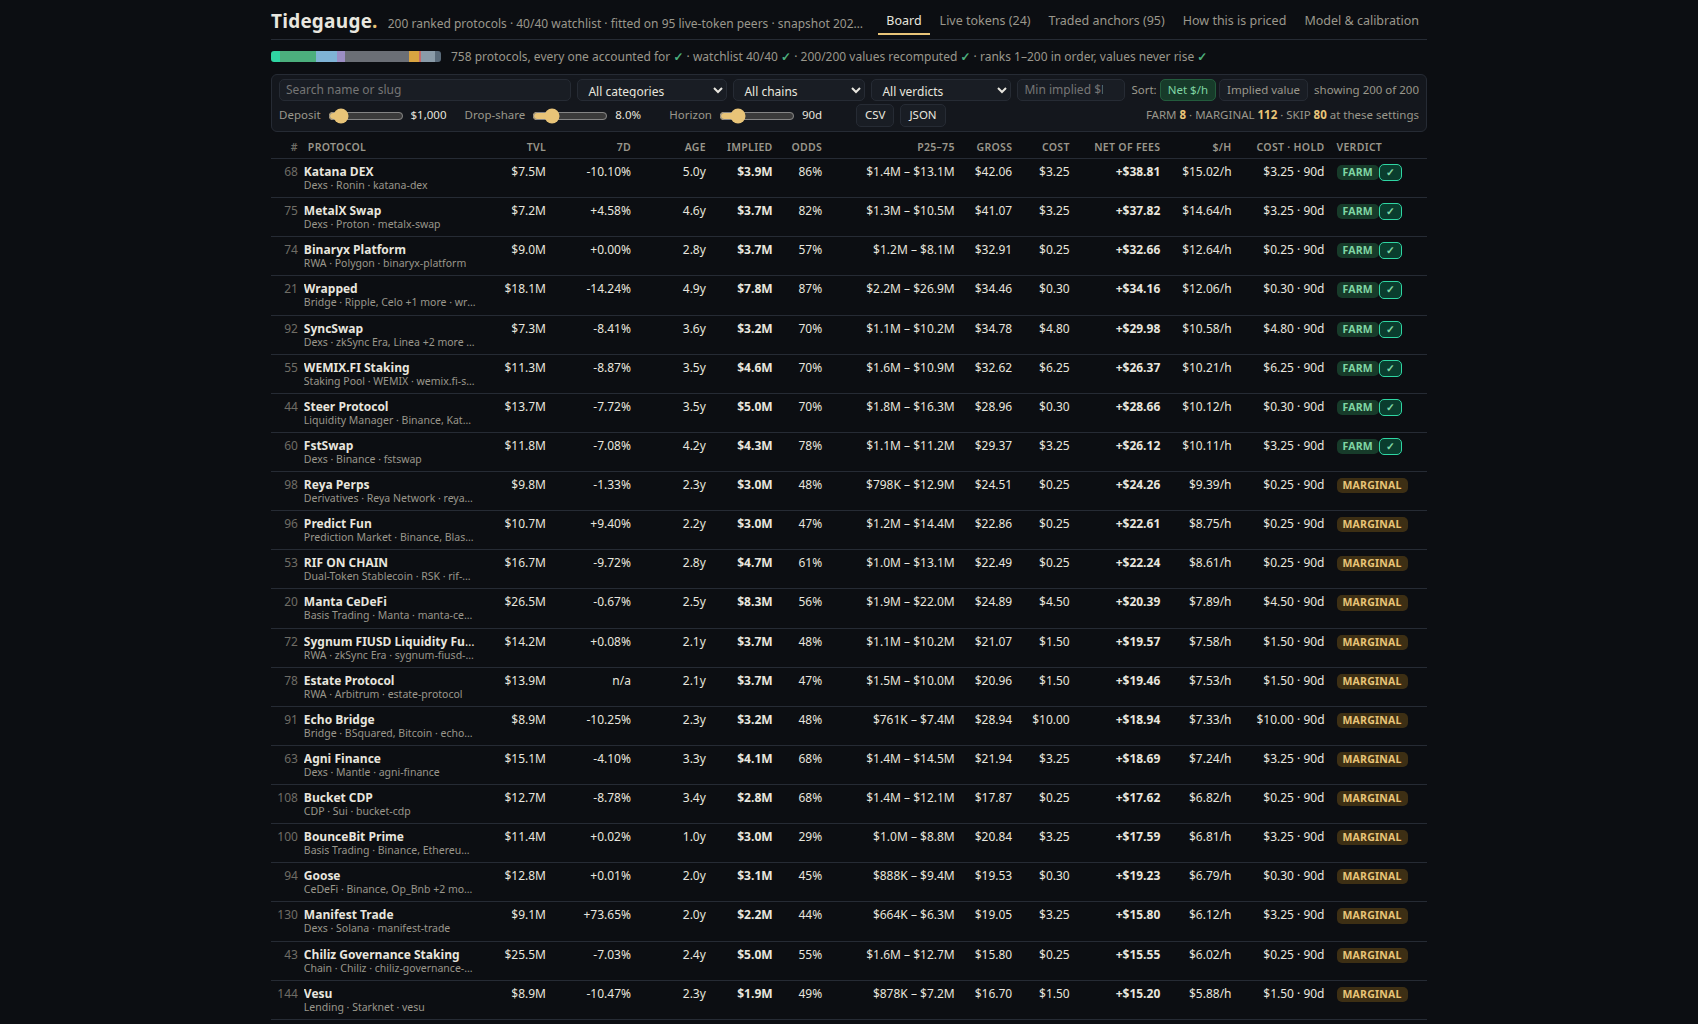 Tidegauge. 200 ranked protocols · 40/40 watchlist · fitted on 95 live-token peers · snapshot 202... Board Live tokens (24) Traded anchors (95) How this is priced Model & calibration
758 protocols, every one accounted for ✓ · watchlist 40/40 ✓ · 200/200 values recomputed ✓ · ranks 1–200 in order, values never rise ✓
Search name or slug All categories All chains All verdicts Min implied $ Sort: Net $/h Implied value showing 200 of 200
Deposit $1,000 Drop-share 8.0% Horizon 90d CSV JSON FARM 8 · MARGINAL 112 · SKIP 80 at these settings
# PROTOCOL TVL 7D AGE IMPLIED ODDS P25–75 GROSS COST NET OF FEES $/H COST · HOLD VERDICT
68 Katana DEX $7.5M -10.10% 5.0y $3.9M 86% $1.4M – $13.1M $42.06 $3.25 +$38.81 $15.02/h $3.25 · 90d FARM ✓
Dexs · Ronin · katana-dex
75 MetalX Swap $7.2M +4.58% 4.6y $3.7M 82% $1.3M – $10.5M $41.07 $3.25 +$37.82 $14.64/h $3.25 · 90d FARM ✓
Dexs · Proton · metalx-swap
74 Binaryx Platform $9.0M +0.00% 2.8y $3.7M 57% $1.2M – $8.1M $32.91 $0.25 +$32.66 $12.64/h $0.25 · 90d FARM ✓
RWA · Polygon · binaryx-platform
21 Wrapped $18.1M -14.24% 4.9y $7.8M 87% $2.2M – $26.9M $34.46 $0.30 +$34.16 $12.06/h $0.30 · 90d FARM ✓
Bridge · Ripple, Celo +1 more · wr...
92 SyncSwap $7.3M -8.41% 3.6y $3.2M 70% $1.1M – $10.2M $34.78 $4.80 +$29.98 $10.58/h $4.80 · 90d FARM ✓
Dexs · zkSync Era, Linea +2 more ...
55 WEMIX.FI Staking $11.3M -8.87% 3.5y $4.6M 70% $1.6M – $10.9M $32.62 $6.25 +$26.37 $10.21/h $6.25 · 90d FARM ✓
Staking Pool · WEMIX · wemix.fi-s...
44 Steer Protocol $13.7M -7.72% 3.5y $5.0M 70% $1.8M – $16.3M $28.96 $0.30 +$28.66 $10.12/h $0.30 · 90d FARM ✓
Liquidity Manager · Binance, Kat...
60 FstSwap $11.8M -7.08% 4.2y $4.3M 78% $1.1M – $11.2M $29.37 $3.25 +$26.12 $10.11/h $3.25 · 90d FARM ✓
Dexs · Binance · fstswap
98 Reya Perps $9.8M -1.33% 2.3y $3.0M 48% $798K – $12.9M $24.51 $0.25 +$24.26 $9.39/h $0.25 · 90d MARGINAL
Derivatives · Reya Network · reya...
96 Predict Fun $10.7M +9.40% 2.2y $3.0M 47% $1.2M – $14.4M $22.86 $0.25 +$22.61 $8.75/h $0.25 · 90d MARGINAL
Prediction Market · Binance, Blas...
53 RIF ON CHAIN $16.7M -9.72% 2.8y $4.7M 61% $1.0M – $13.1M $22.49 $0.25 +$22.24 $8.61/h $0.25 · 90d MARGINAL
Dual-Token Stablecoin · RSK · rif-...
20 Manta CeDeFi $26.5M -0.67% 2.5y $8.3M 56% $1.9M – $22.0M $24.89 $4.50 +$20.39 $7.89/h $4.50 · 90d MARGINAL
Basis Trading · Manta · manta-ce...
72 Sygnum FIUSD Liquidity Fu... $14.2M +0.08% 2.1y $3.7M 48% $1.1M – $10.2M $21.07 $1.50 +$19.57 $7.58/h $1.50 · 90d MARGINAL
RWA · zkSync Era · sygnum-fiusd-...
78 Estate Protocol $13.9M n/a 2.1y $3.7M 47% $1.5M – $10.0M $20.96 $1.50 +$19.46 $7.53/h $1.50 · 90d MARGINAL
RWA · Arbitrum · estate-protocol
91 Echo Bridge $8.9M -10.25% 2.3y $3.2M 48% $761K – $7.4M $28.94 $10.00 +$18.94 $7.33/h $10.00 · 90d MARGINAL
Bridge · BSquared, Bitcoin · echo...
63 Agni Finance $15.1M -4.10% 3.3y $4.1M 68% $1.4M – $14.5M $21.94 $3.25 +$18.69 $7.24/h $3.25 · 90d MARGINAL
Dexs · Mantle · agni-finance
108 Bucket CDP $12.7M -8.78% 3.4y $2.8M 68% $1.4M – $12.1M $17.87 $0.25 +$17.62 $6.82/h $0.25 · 90d MARGINAL
CDP · Sui · bucket-cdp
100 BounceBit Prime $11.4M +0.02% 1.0y $3.0M 29% $1.0M – $8.8M $20.84 $3.25 +$17.59 $6.81/h $3.25 · 90d MARGINAL
Basis Trading · Binance, Ethereu...
94 Goose $12.8M +0.01% 2.0y $3.1M 45% $888K – $9.4M $19.53 $0.30 +$19.23 $6.79/h $0.30 · 90d MARGINAL
CeDeFi · Binance, Op_Bnb +2 mo...
130 Manifest Trade $9.1M +73.65% 2.0y $2.2M 44% $664K – $6.3M $19.05 $3.25 +$15.80 $6.12/h $3.25 · 90d MARGINAL
Dexs · Solana · manifest-trade
43 Chiliz Governance Staking $25.5M -7.03% 2.4y $5.0M 55% $1.6M – $12.7M $15.80 $0.25 +$15.55 $6.02/h $0.25 · 90d MARGINAL
Chain · Chiliz · chiliz-governance-...
144 Vesu $8.9M -10.47% 2.3y $1.9M 49% $878K – $7.2M $16.70 $1.50 +$15.20 $5.88/h $1.50 · 90d MARGINAL
Lending · Starknet · vesu